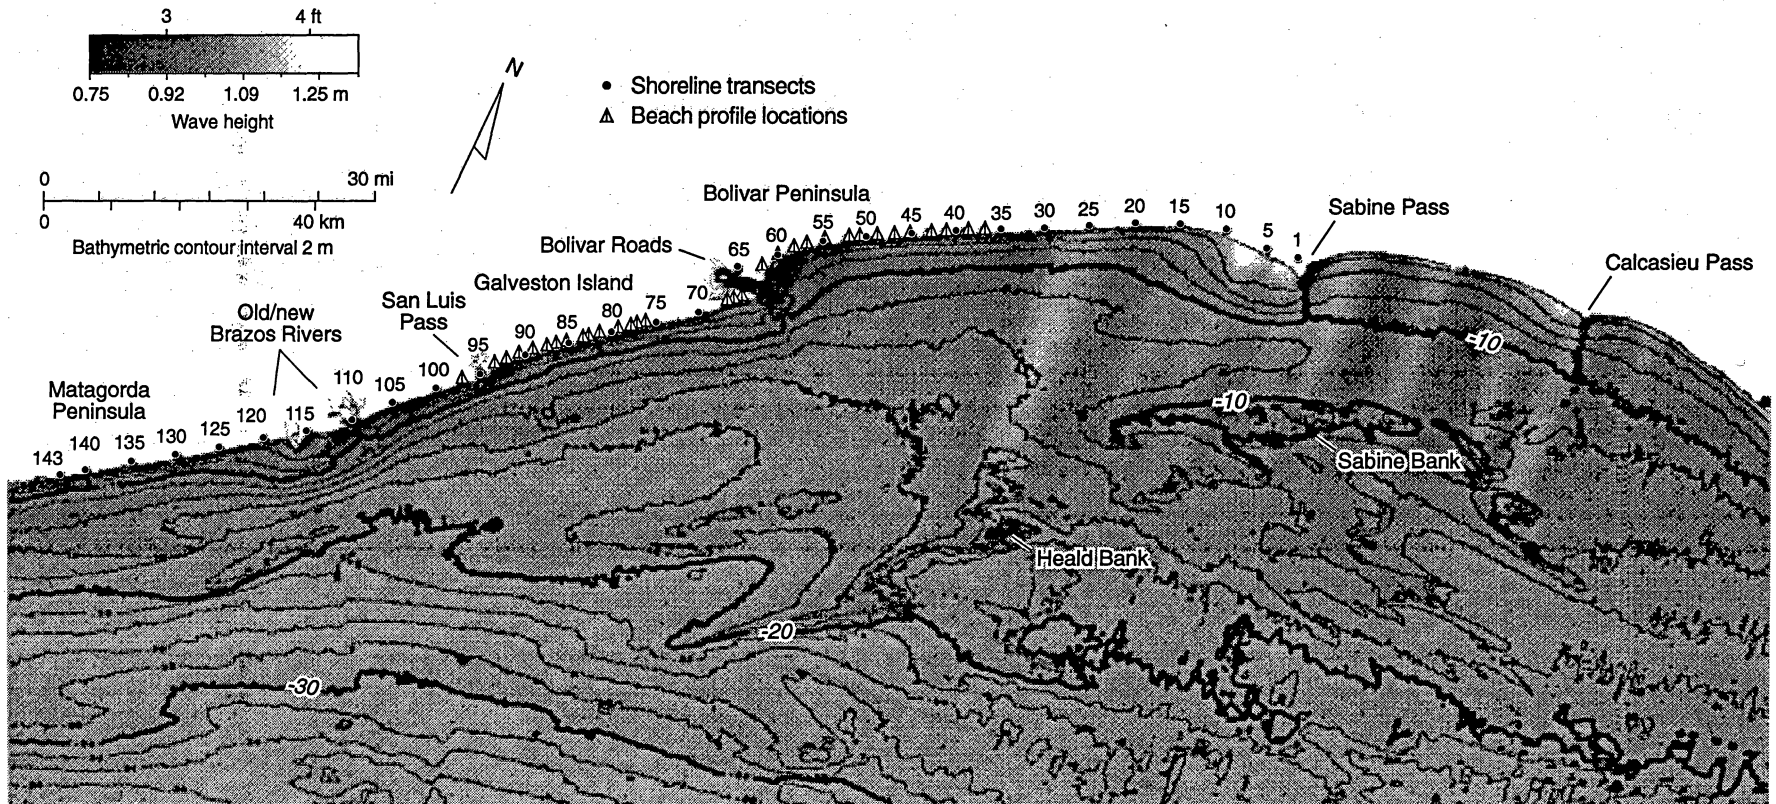 3 4 ft
0.75 0.92 1.09 1.25 m
Wave height
N
Shoreline transects
Beach profile locations
0 30 mi
0 40 km
Bathymetric contour interval 2 m
Bolivar Peninsula
55 50 45 40 35 30 25 20 15 10 5 1
Sabine Pass
Calcasieu Pass
Bolivar Roads
65 60
Galveston Island
70
75
80
85
90
95
San Luis
Pass
Old/new
Brazos Rivers
100
105
110
115
120
125
130
135
140
143
Matagorda
Peninsula
-10
-10
Sabine Bank
Heald Bank
-20
-30